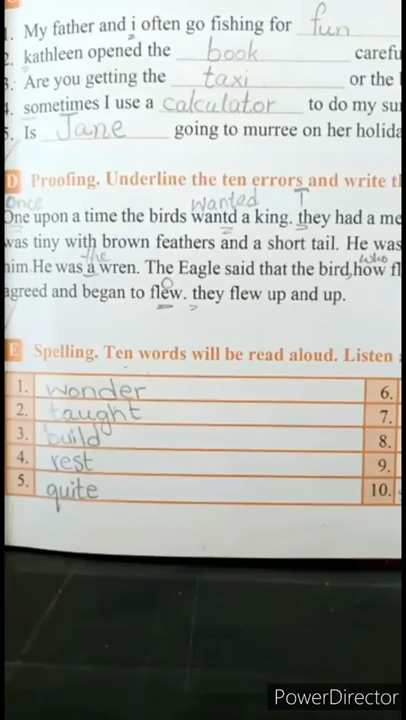 1. My father and i often go fishing for fun
2. kathleen opened the book carefu
3. Are you getting the taxi or the
4. sometimes I use a calculator to do my su
5. Is Jane going to murree on her holida
D Proofing. Underline the ten errors and write t
Once wanted T
One upon a time the birds wantd a king. they had a me
was tiny with brown feathers and a short tail. He was
the who
him He was a wren. The Eagle said that the bird how fl
o
agreed and began to flew. they flew up and up.
E Spelling. Ten words will be read aloud. Listen
1. wonder 6.
2. taught 7.
3. build 8.
4. rest 9.
5. quite 10.
PowerDirector